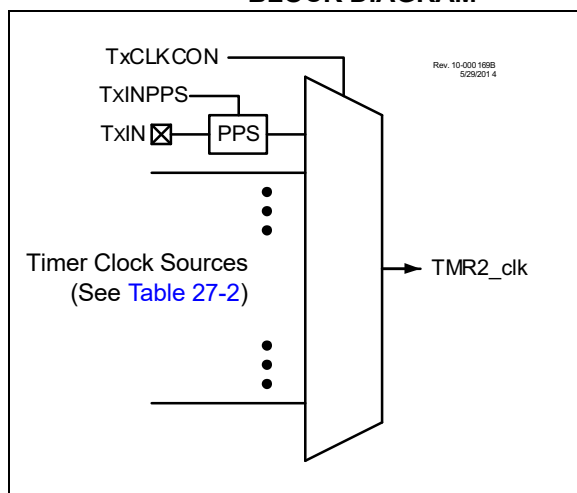 BLOCK DIAGRAM
TxCLKCON
Rev. 10-000 169B
5/29/201 4
TxINPPS
TxIN
PPS
Timer Clock Sources
(See Table 27-2)
TMR2_clk